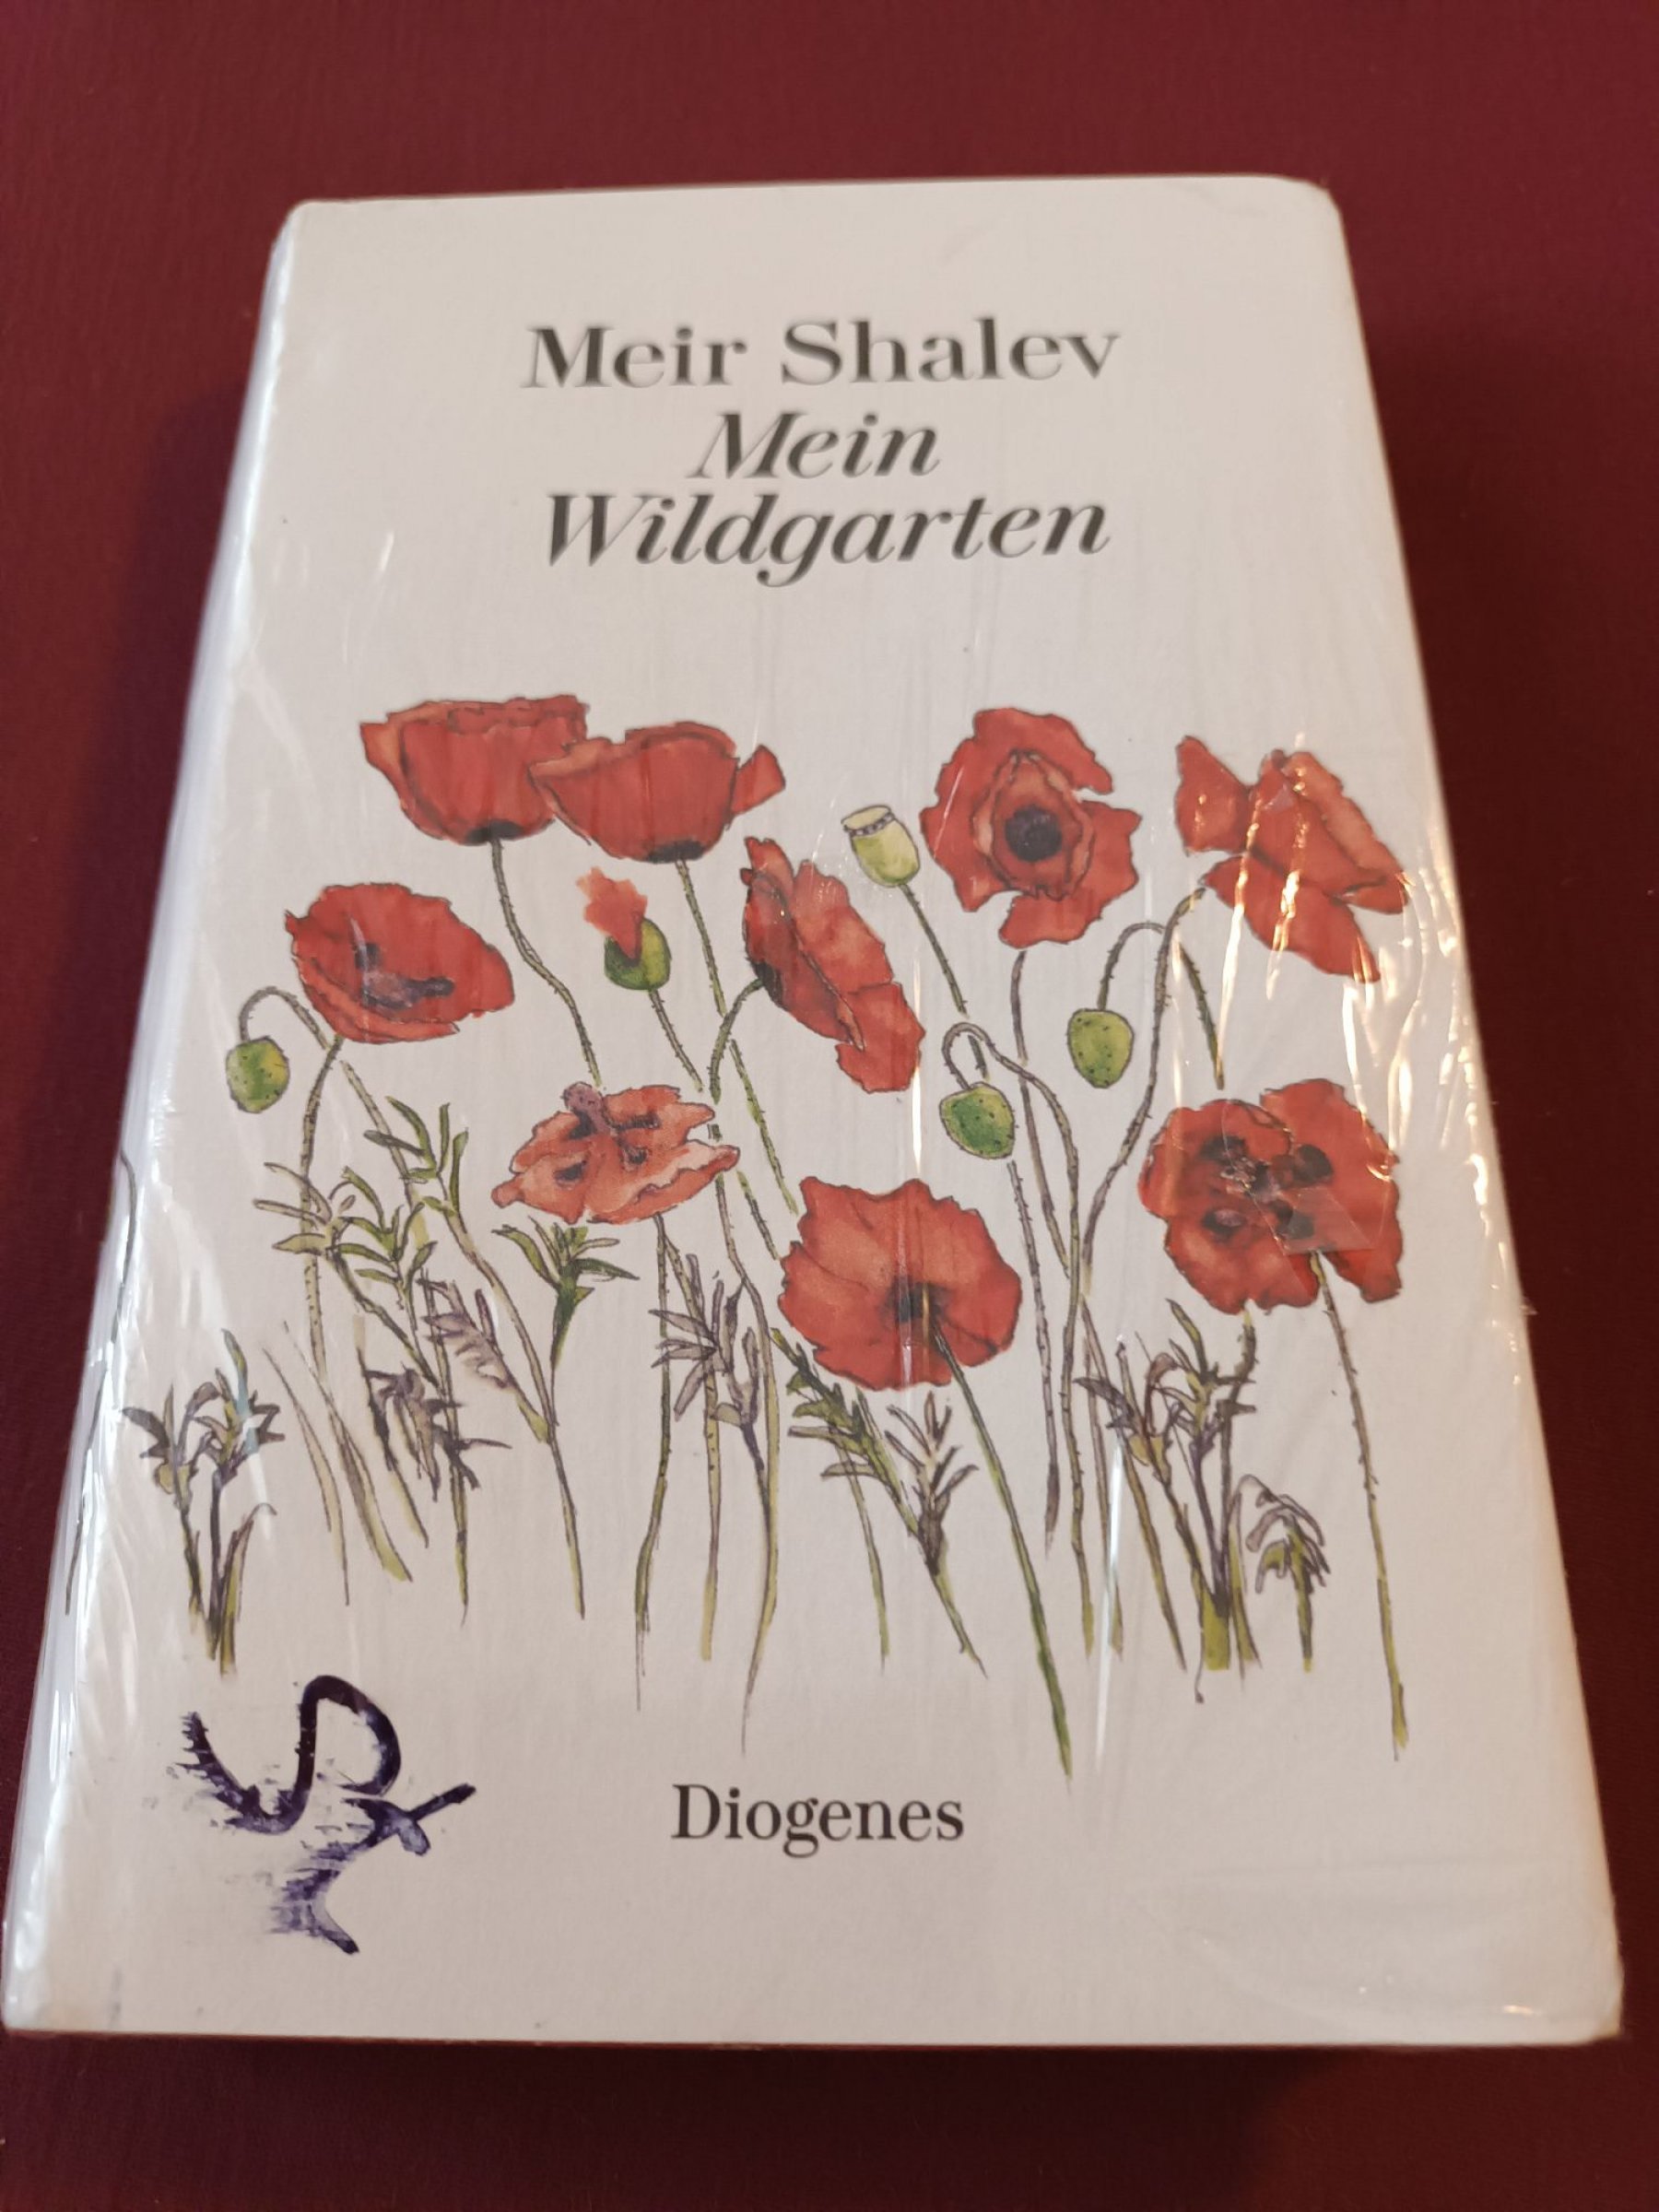 Meir Shalev
Mein
Wildgarten
Diogenes